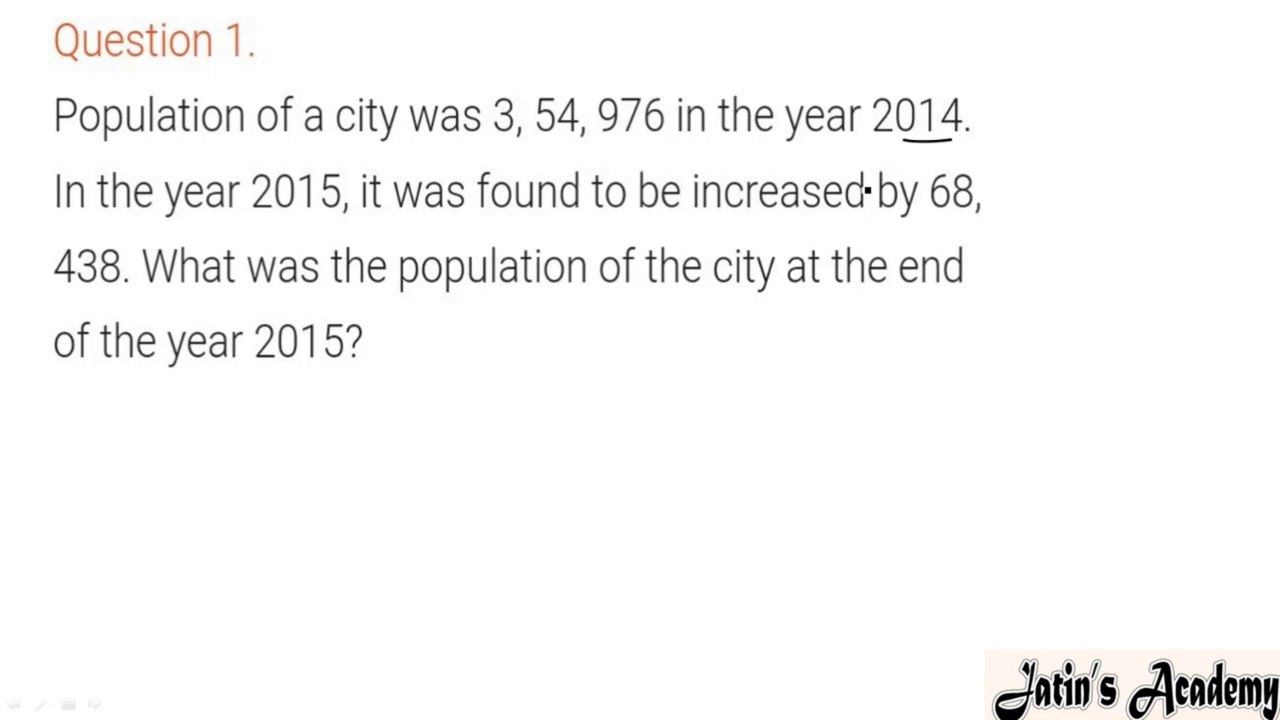 Question 1.
Population of a city was 3, 54, 976 in the year 2014.
In the year 2015, it was found to be increased by 68,
438. What was the population of the city at the end
of the year 2015?
Jatin's Academy